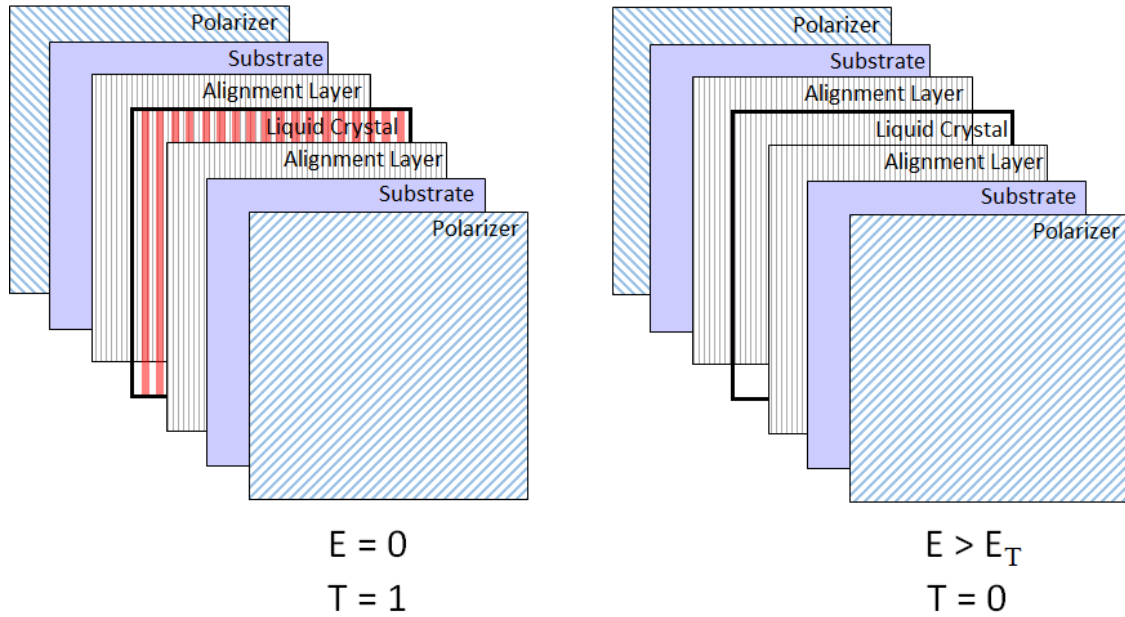 Polarizer
Substrate
Alignment Layer
Liquid Crystal
Alignment Layer
Substrate
Polarizer
E = 0
T = 1
Polarizer
Substrate
Alignment Layer
Liquid Crystal
Alignment Layer
Substrate
Polarizer
E > E_T
T = 0